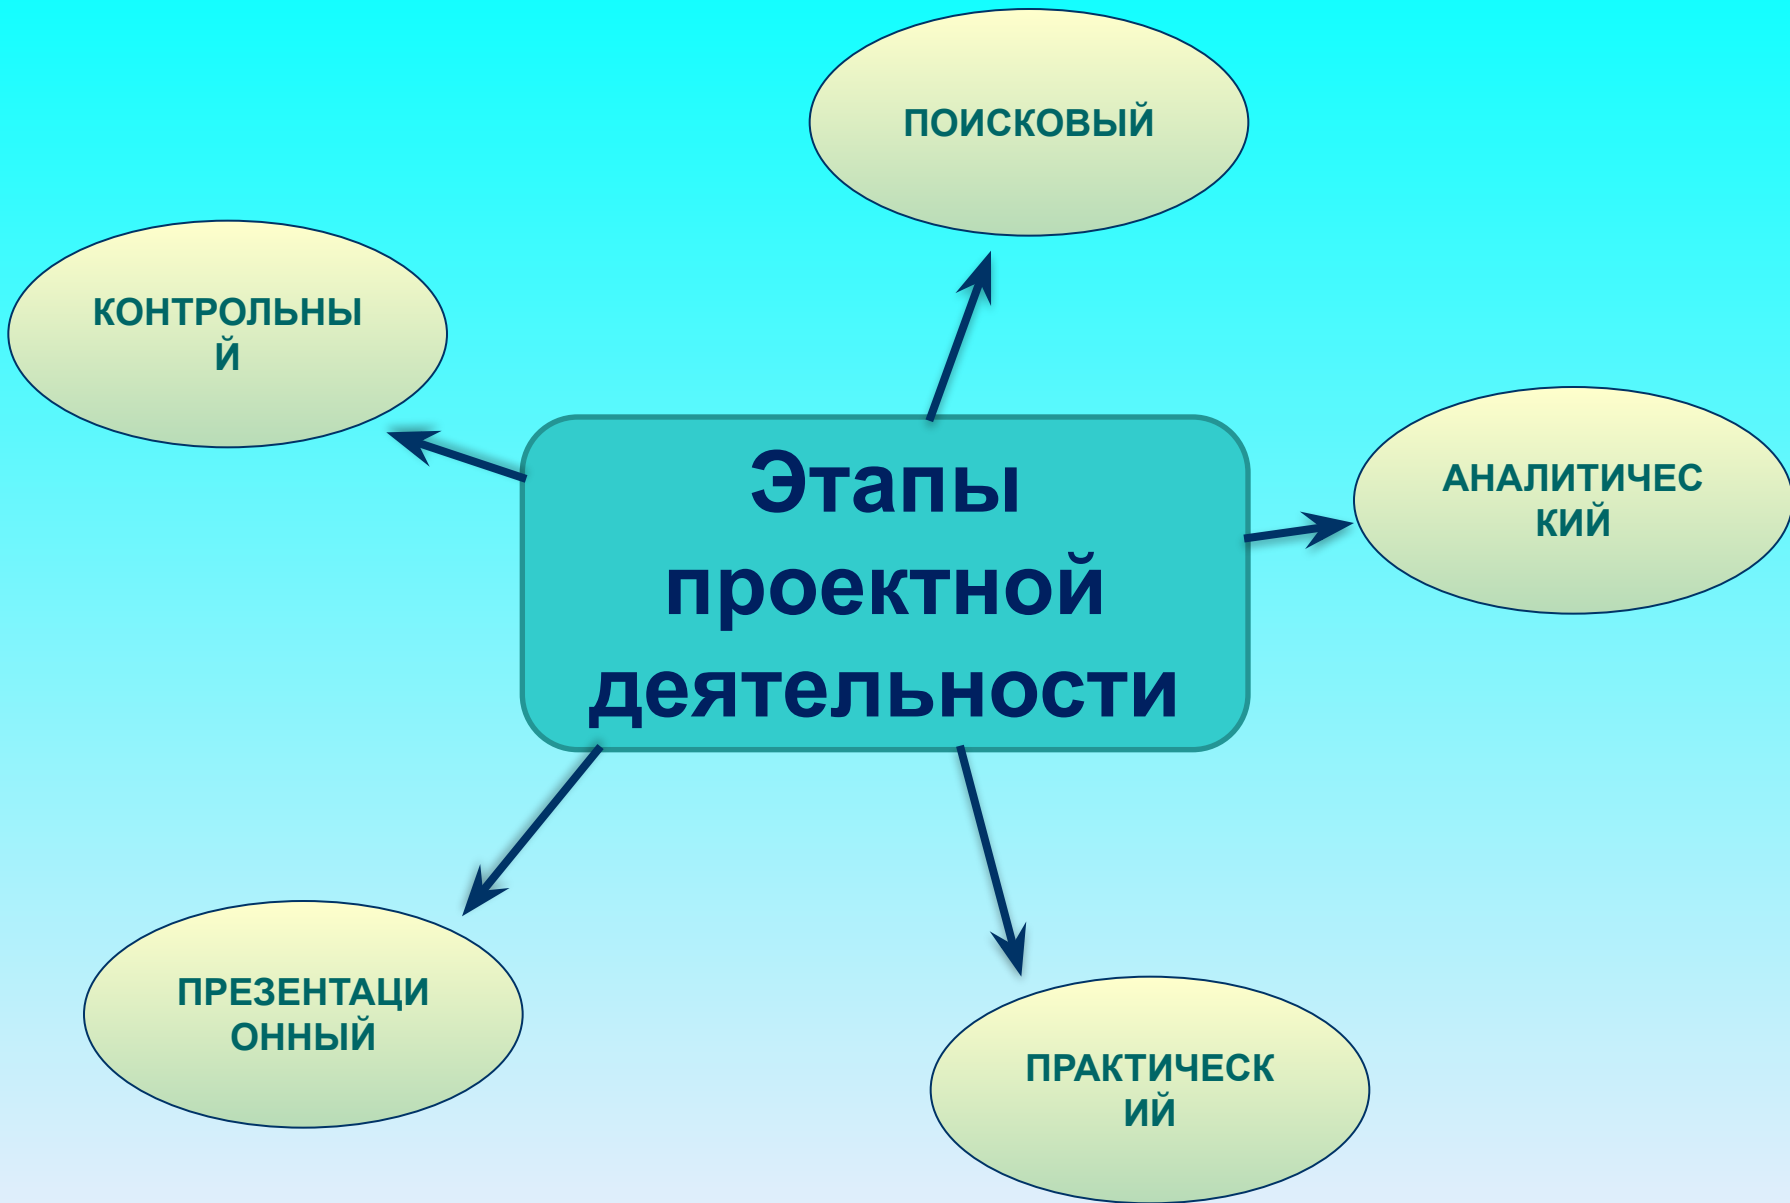 ПОИСКОВЫЙ
КОНТРОЛЬНЫ
Й
АНАЛИТИЧЕС
КИЙ
Этапы
проектной
деятельности
ПРЕЗЕНТАЦИ
ОННЫЙ
ПРАКТИЧЕСК
ИЙ